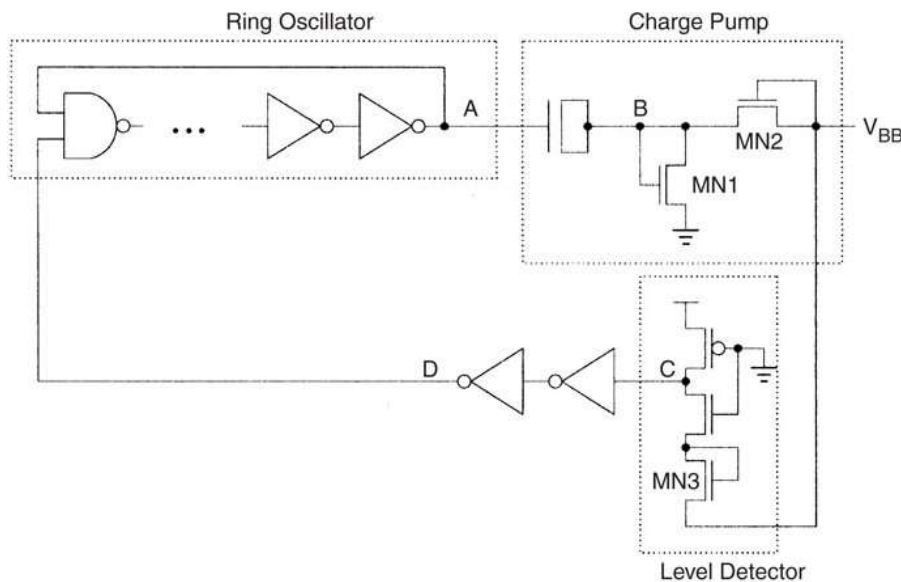 Ring Oscillator
Charge Pump
A
B
MN2
V_BB
MN1
D
C
MN3
Level Detector